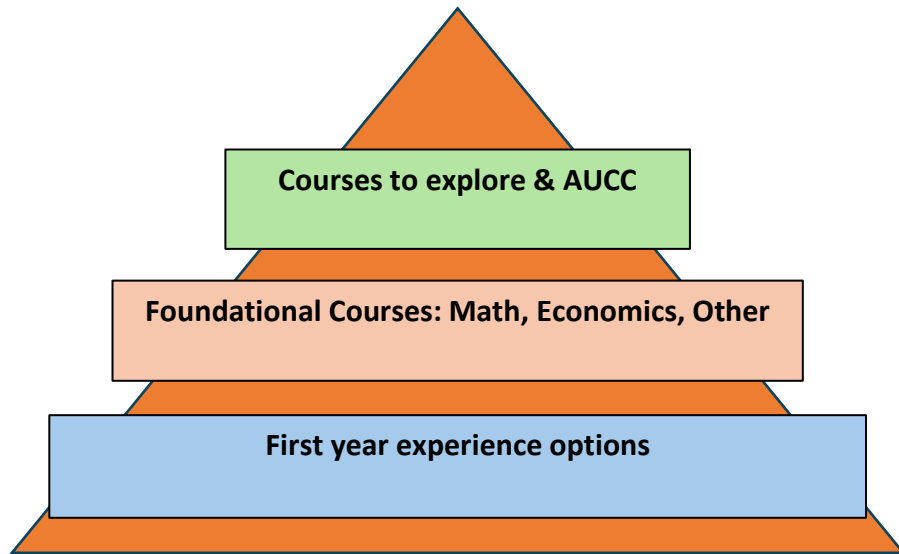 Courses to explore & AUCC
Foundational Courses: Math, Economics, Other
First year experience options